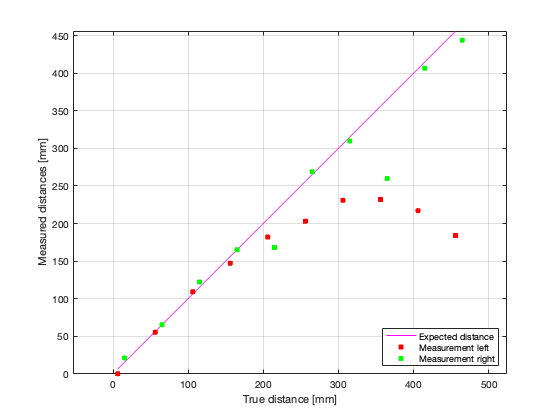 450
400
350
300
250
200
150
100
50
0
Measured distances [mm]
0 100 200 300 400 500
True distance [mm]
Expected distance
Measurement left
Measurement right